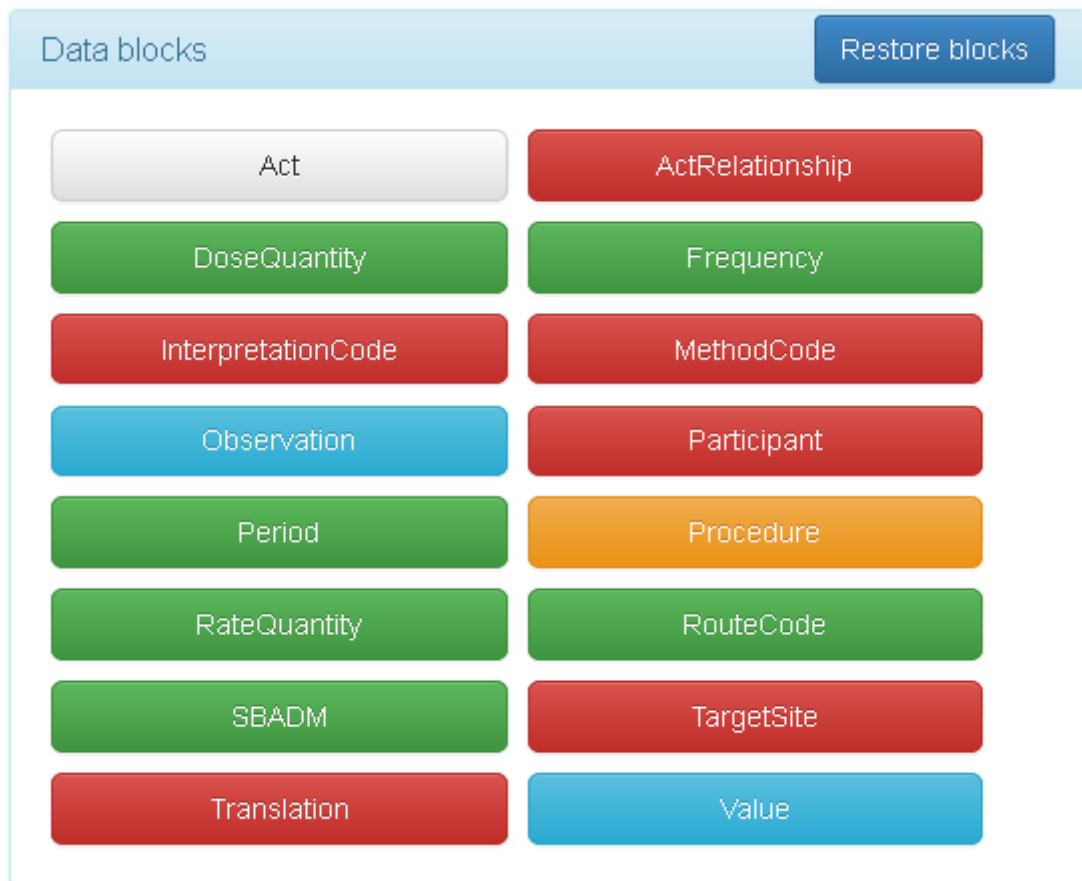 Data blocks Restore blocks
Act ActRelationship
DoseQuantity Frequency
InterpretationCode MethodCode
Observation Participant
Period Procedure
RateQuantity RouteCode
SBADM TargetSite
Translation Value